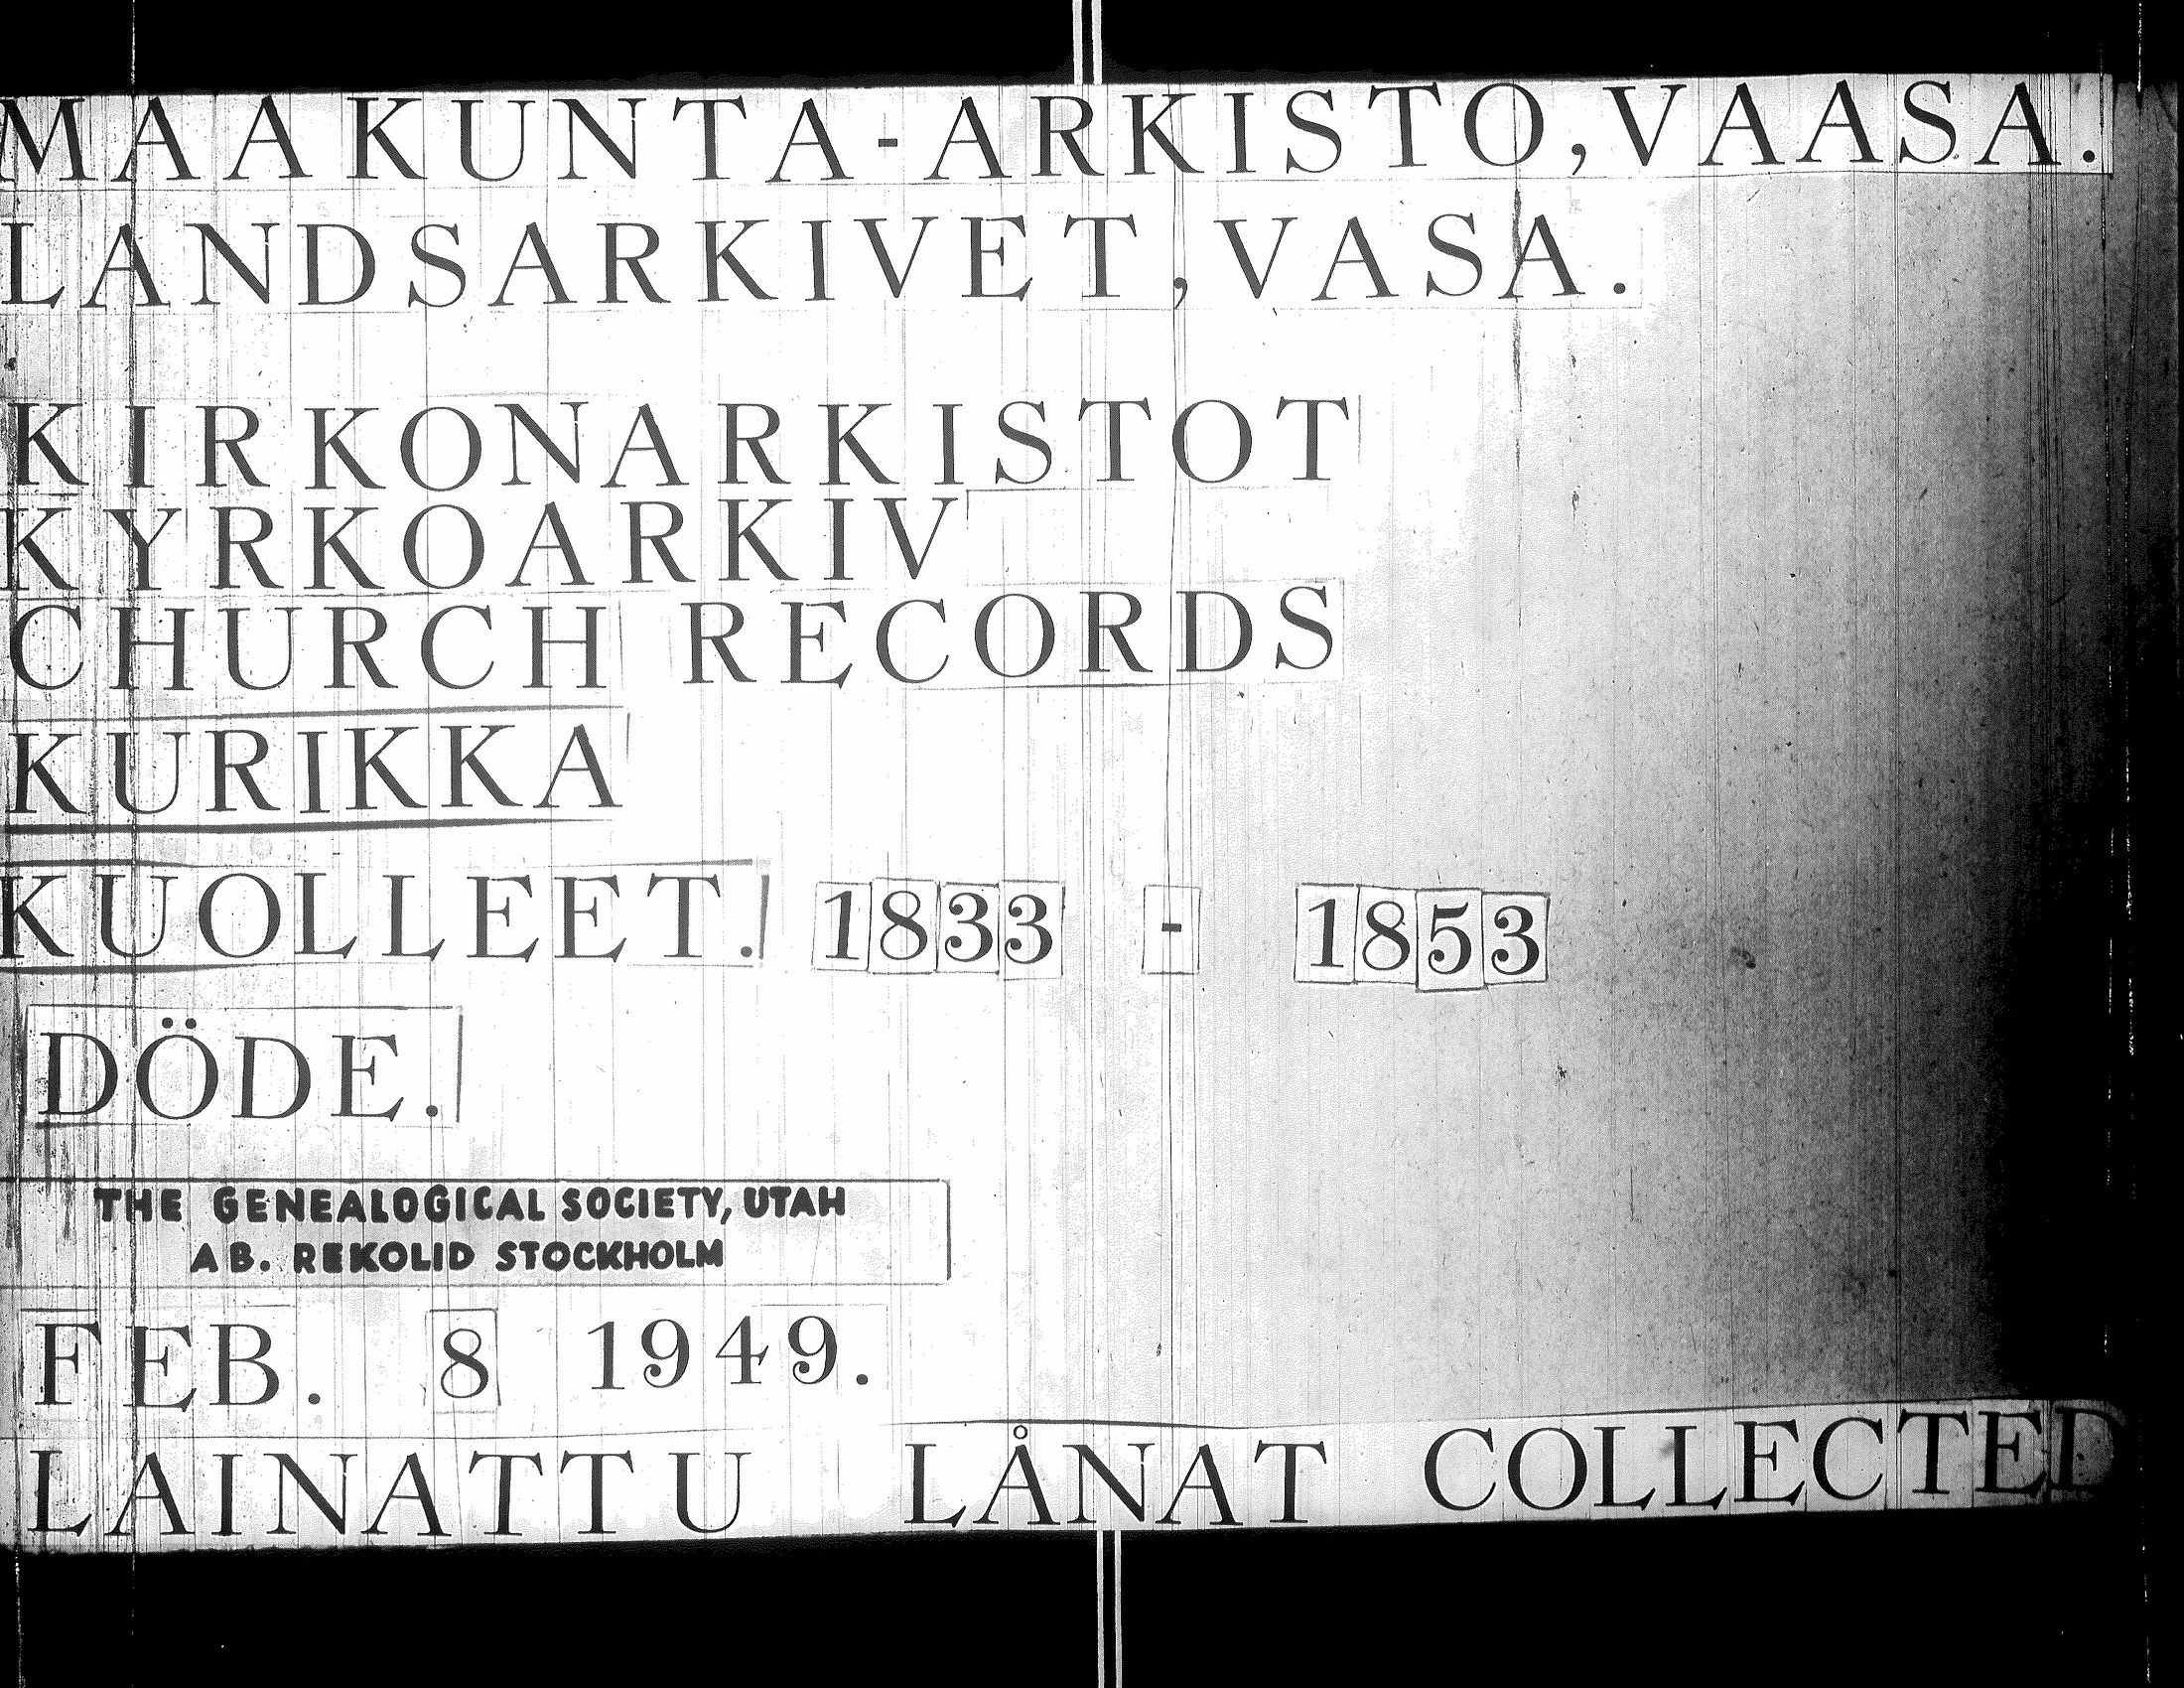 MAAKUNTA-ARKISTO, VAASA.
LANDSARKIVET, VASA.
KIRKONARKISTOT
KYRKOARKIV
CHURCH RECORDS
KURIKKA
KUOLLEET. 1833 - 1853
DÖDE.
THE GENEALOGICAL SOCIETY, UTAH
AB. REKOLID STOCKHOLM
FEB. 8 1949.
LAINATTU LÅNAT COLLECTED